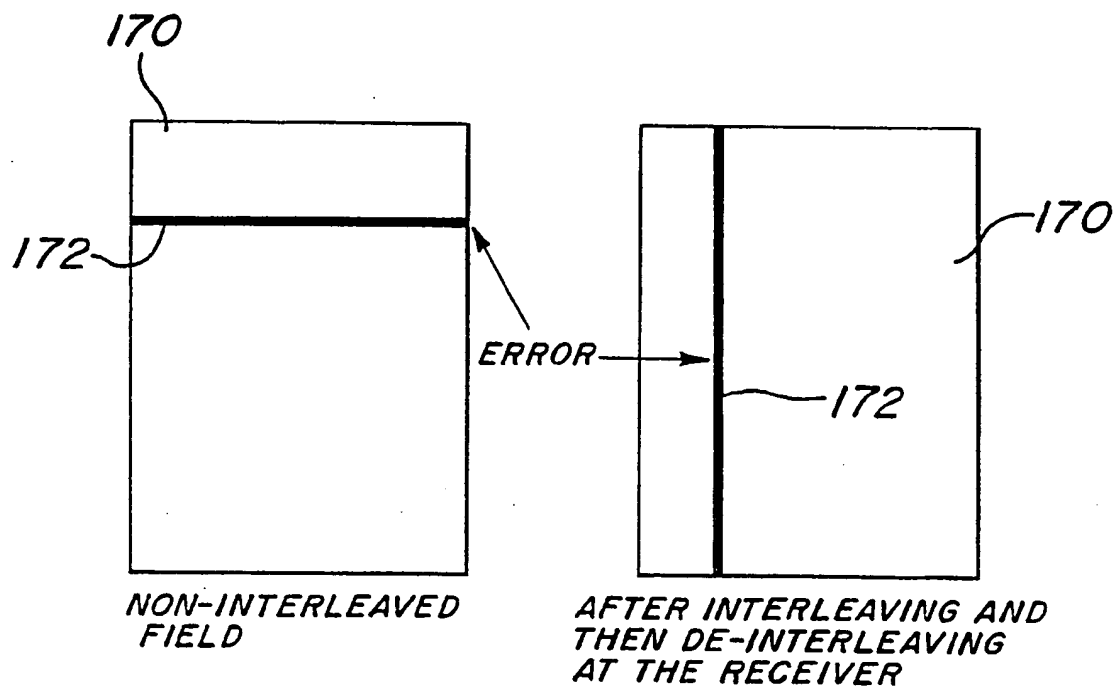 170
172
ERROR
170
172
NON-INTERLEAVED
FIELD
AFTER INTERLEAVING AND
THEN DE-INTERLEAVING
AT THE RECEIVER